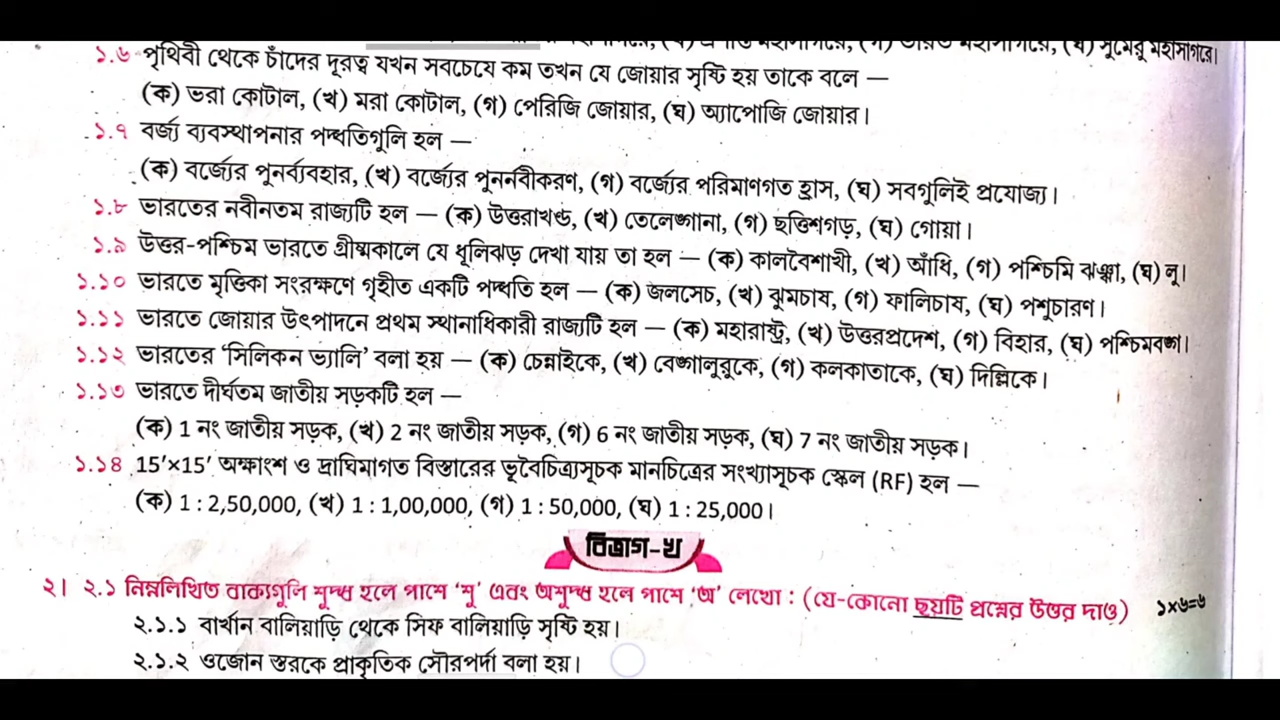 মহাসাগরে, (ঘ) সুমেরু মহাসাগরে।
১.৬ পৃথিবী থেকে চাঁদের দূরত্ব যখন সবচেয়ে কম তখন যে জোয়ার সৃষ্টি হয় তাকে বলে —
(ক) ভরা কোটাল, (খ) মরা কোটাল, (গ) পেরিজি জোয়ার, (ঘ) অ্যাপোজি জোয়ার।
১.৭ বর্জ্য ব্যবস্থাপনার পদ্ধতিগুলি হল —
(ক) বর্জ্যের পুনর্ব্যবহার, (খ) বর্জ্যের পুনর্নবীকরণ, (গ) বর্জ্যের পরিমাণগত হ্রাস, (ঘ) সবগুলিই প্রযোজ্য।
১.৮ ভারতের নবীনতম রাজ্যটি হল — (ক) উত্তরাখণ্ড, (খ) তেলেঙ্গানা, (গ) ছত্তিশগড়, (ঘ) গোয়া।
১.৯ উত্তর-পশ্চিম ভারতে গ্রীষ্মকালে যে ধূলিঝড় দেখা যায় তা হল — (ক) কালবৈশাখী, (খ) আঁধি, (গ) পশ্চিমি ঝঞ্ঝা, (ঘ) লু।
১.১০ ভারতে মৃত্তিকা সংরক্ষণে গৃহীত একটি পদ্ধতি হল — (ক) জলসেচ, (খ) ঝুমচাষ, (গ) ফালিচাষ, (ঘ) পশুচারণ।
১.১১ ভারতে জোয়ার উৎপাদনে প্রথম স্থানাধিকারী রাজ্যটি হল — (ক) মহারাষ্ট্র, (খ) উত্তরপ্রদেশ, (গ) বিহার, (ঘ) পশ্চিমবঙ্গ।
১.১২ ভারতের ‘সিলিকন ভ্যালি’ বলা হয় — (ক) চেন্নাইকে, (খ) বেঙ্গালুরুকে, (গ) কলকাতাকে, (ঘ) দিল্লিকে।
১.১৩ ভারতে দীর্ঘতম জাতীয় সড়কটি হল —
(ক) 1 নং জাতীয় সড়ক, (খ) 2 নং জাতীয় সড়ক, (গ) 6 নং জাতীয় সড়ক, (ঘ) 7 নং জাতীয় সড়ক।
১.১৪ 15′×15′ অক্ষাংশ ও দ্রাঘিমাগত বিস্তারের ভূবৈচিত্র্যসূচক মানচিত্রের সংখ্যাসূচক স্কেল (RF) হল —
(ক) 1 : 2,50,000, (খ) 1 : 1,00,000, (গ) 1 : 50,000, (ঘ) 1 : 25,000।
বিভাগ-খ
২। ২.১ নিম্নলিখিত বাক্যগুলি শুদ্ধ হলে পাশে ‘শু’ এবং অশুদ্ধ হলে পাশে ‘অ’ লেখো : (যে-কোনো ছয়টি প্রশ্নের উত্তর দাও) ১×৬=৬
২.১.১ বার্খান বালিয়াড়ি থেকে সিফ বালিয়াড়ি সৃষ্টি হয়।
২.১.২ ওজোন স্তরকে প্রাকৃতিক সৌরপর্দা বলা হয়।